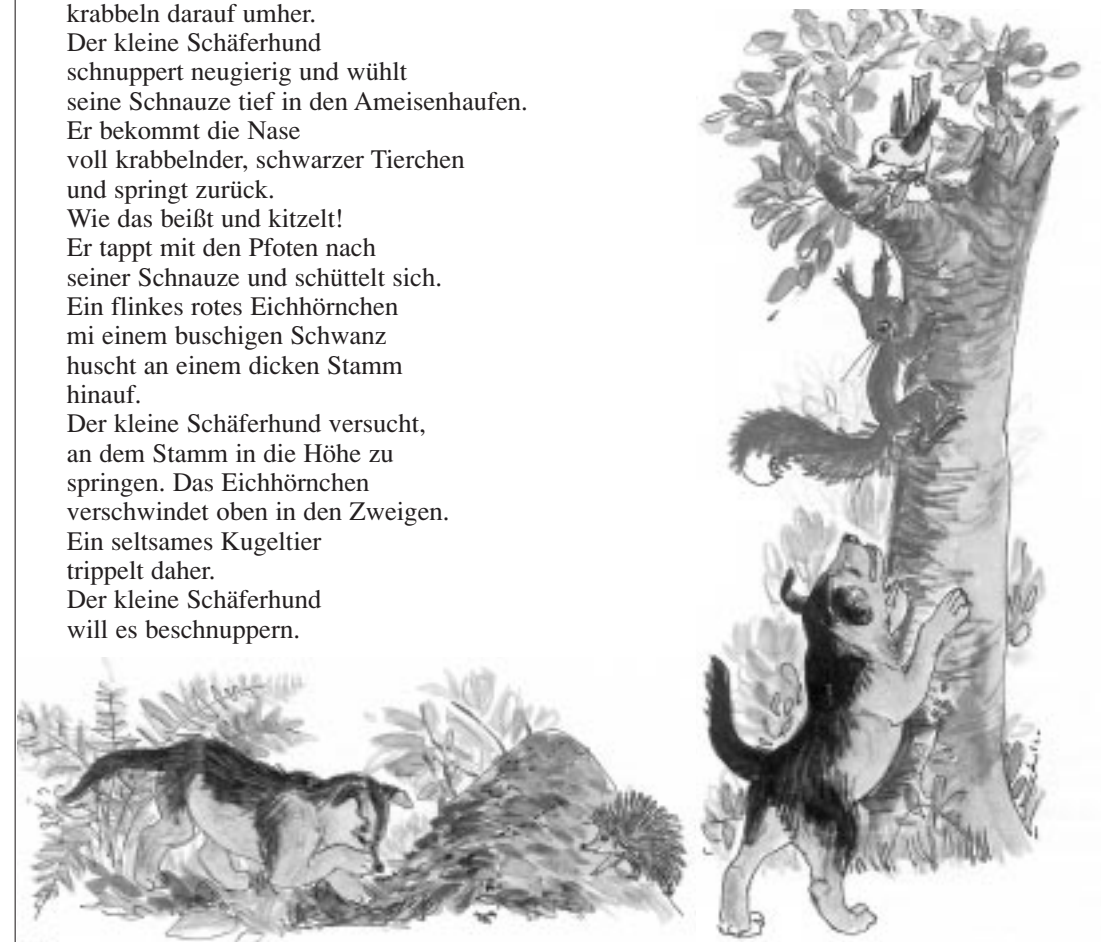 krabbeln darauf umher.
Der kleine Schäferhund
schnuppert neugierig und wühlt
seine Schnauze tief in den Ameisenhaufen.
Er bekommt die Nase
voll krabbelnder, schwarzer Tierchen
und springt zurück.
Wie das beißt und kitzelt!
Er tappt mit den Pfoten nach
seiner Schnauze und schüttelt sich.
Ein flinkes rotes Eichhörnchen
mi einem buschigen Schwanz
huscht an einem dicken Stamm
hinauf.
Der kleine Schäferhund versucht,
an dem Stamm in die Höhe zu
springen. Das Eichhörnchen
verschwindet oben in den Zweigen.
Ein seltsames Kugeltier
trippelt daher.
Der kleine Schäferhund
will es beschnuppern.